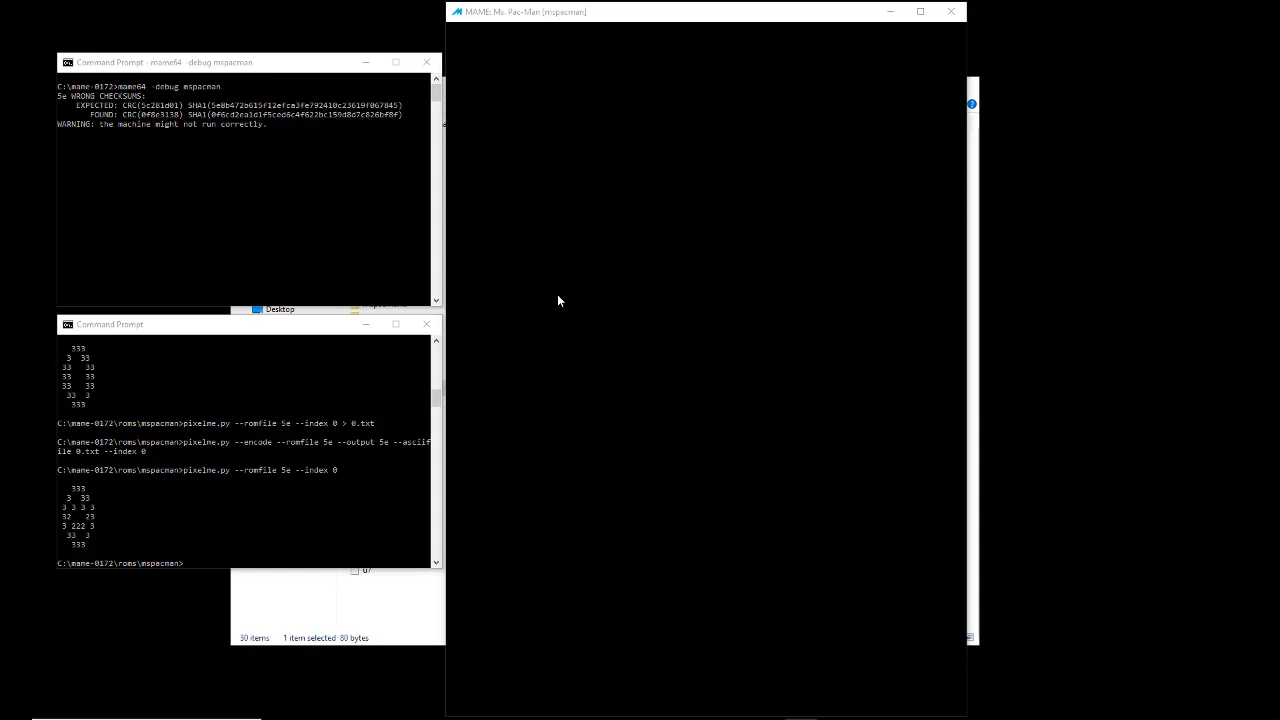 MAME: Ms. Pac-Man [mspacman]
Command Prompt - mame64 -debug mspacman
C:\mame-0172>mame64 -debug mspacman
5e WRONG CHECKSUMS:
EXPECTED: CRC(5c281d01) SHA1(5e8b472b615f12efca3fe792410c23619f067845)
FOUND: CRC(0f8e3138) SHA1(0f6cd2ea1d1f5ced6c4f622bc159d8d7c826bf8f)
WARNING: the machine might not run correctly.
Desktop
Command Prompt
333
3  33
33   33
33   33
33   33
33  3
333
C:\mame-0172\roms\mspacman>pixelme.py --romfile 5e --index 0 > 0.txt
C:\mame-0172\roms\mspacman>pixelme.py --encode --romfile 5e --output 5e --asciif
ile 0.txt --index 0
C:\mame-0172\roms\mspacman>pixelme.py --romfile 5e --index 0
333
3  33
3 3 3 3
32   23
3 222 3
33  3
333
C:\mame-0172\roms\mspacman>
30 items
1 item selected
80 bytes